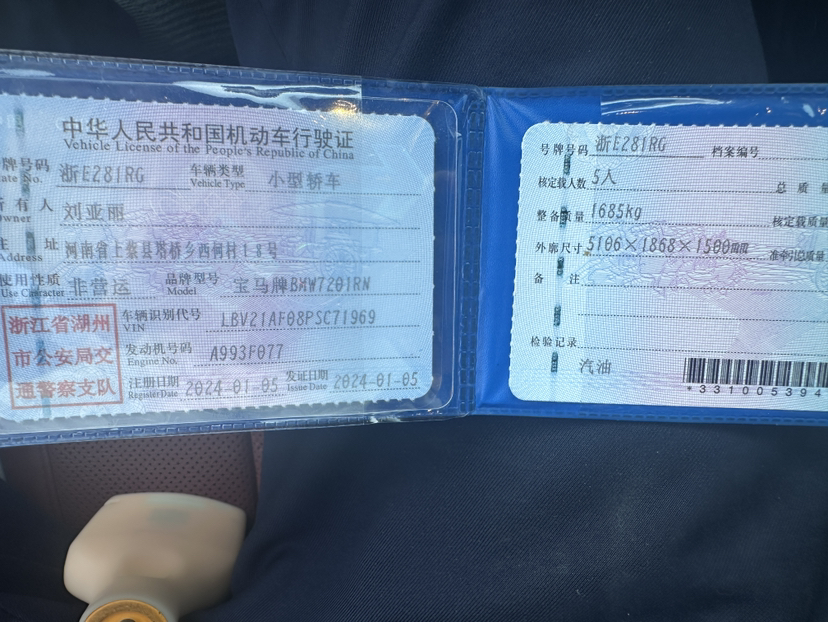 中华人民共和国机动车行驶证
Vehicle License of the People's Republic of China
牌号码 浙E281RG 车辆类型 小型轿车
ate No. Vehicle Type
所有人 刘亚丽
Owner
住 址 河南省上蔡县塔桥乡西何村18号
Address
使用性质 非营运 品牌型号 宝马牌BMW7201RN
Use Character Model
浙江省湖州
市公安局交
通警察支队
车辆识别代号 LBV21AF08PSC71969
VIN
发动机号码 A993F077
Engine No.
注册日期 2024-01-05 发证日期 2024-01-05
Register Date Issue Date
号牌号码 浙E281RG 档案编号
核定载人数 5人 总质量
整备质量 1685kg 核定载质量
外廓尺寸 5106×1868×1500mm 准牵引总质量
备 注
检验记录
汽油
*331005394